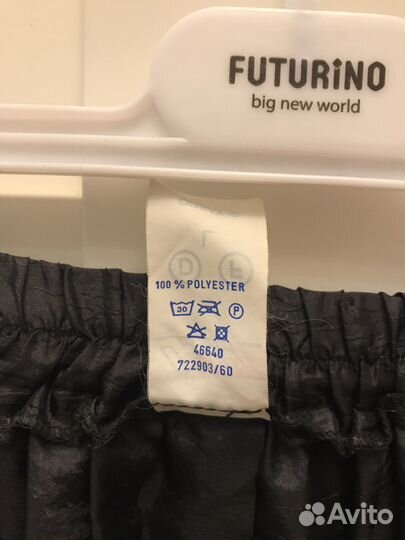 FUTURiNO
big new world
100 % POLYESTER
30 P
46640
722903/60
Avito